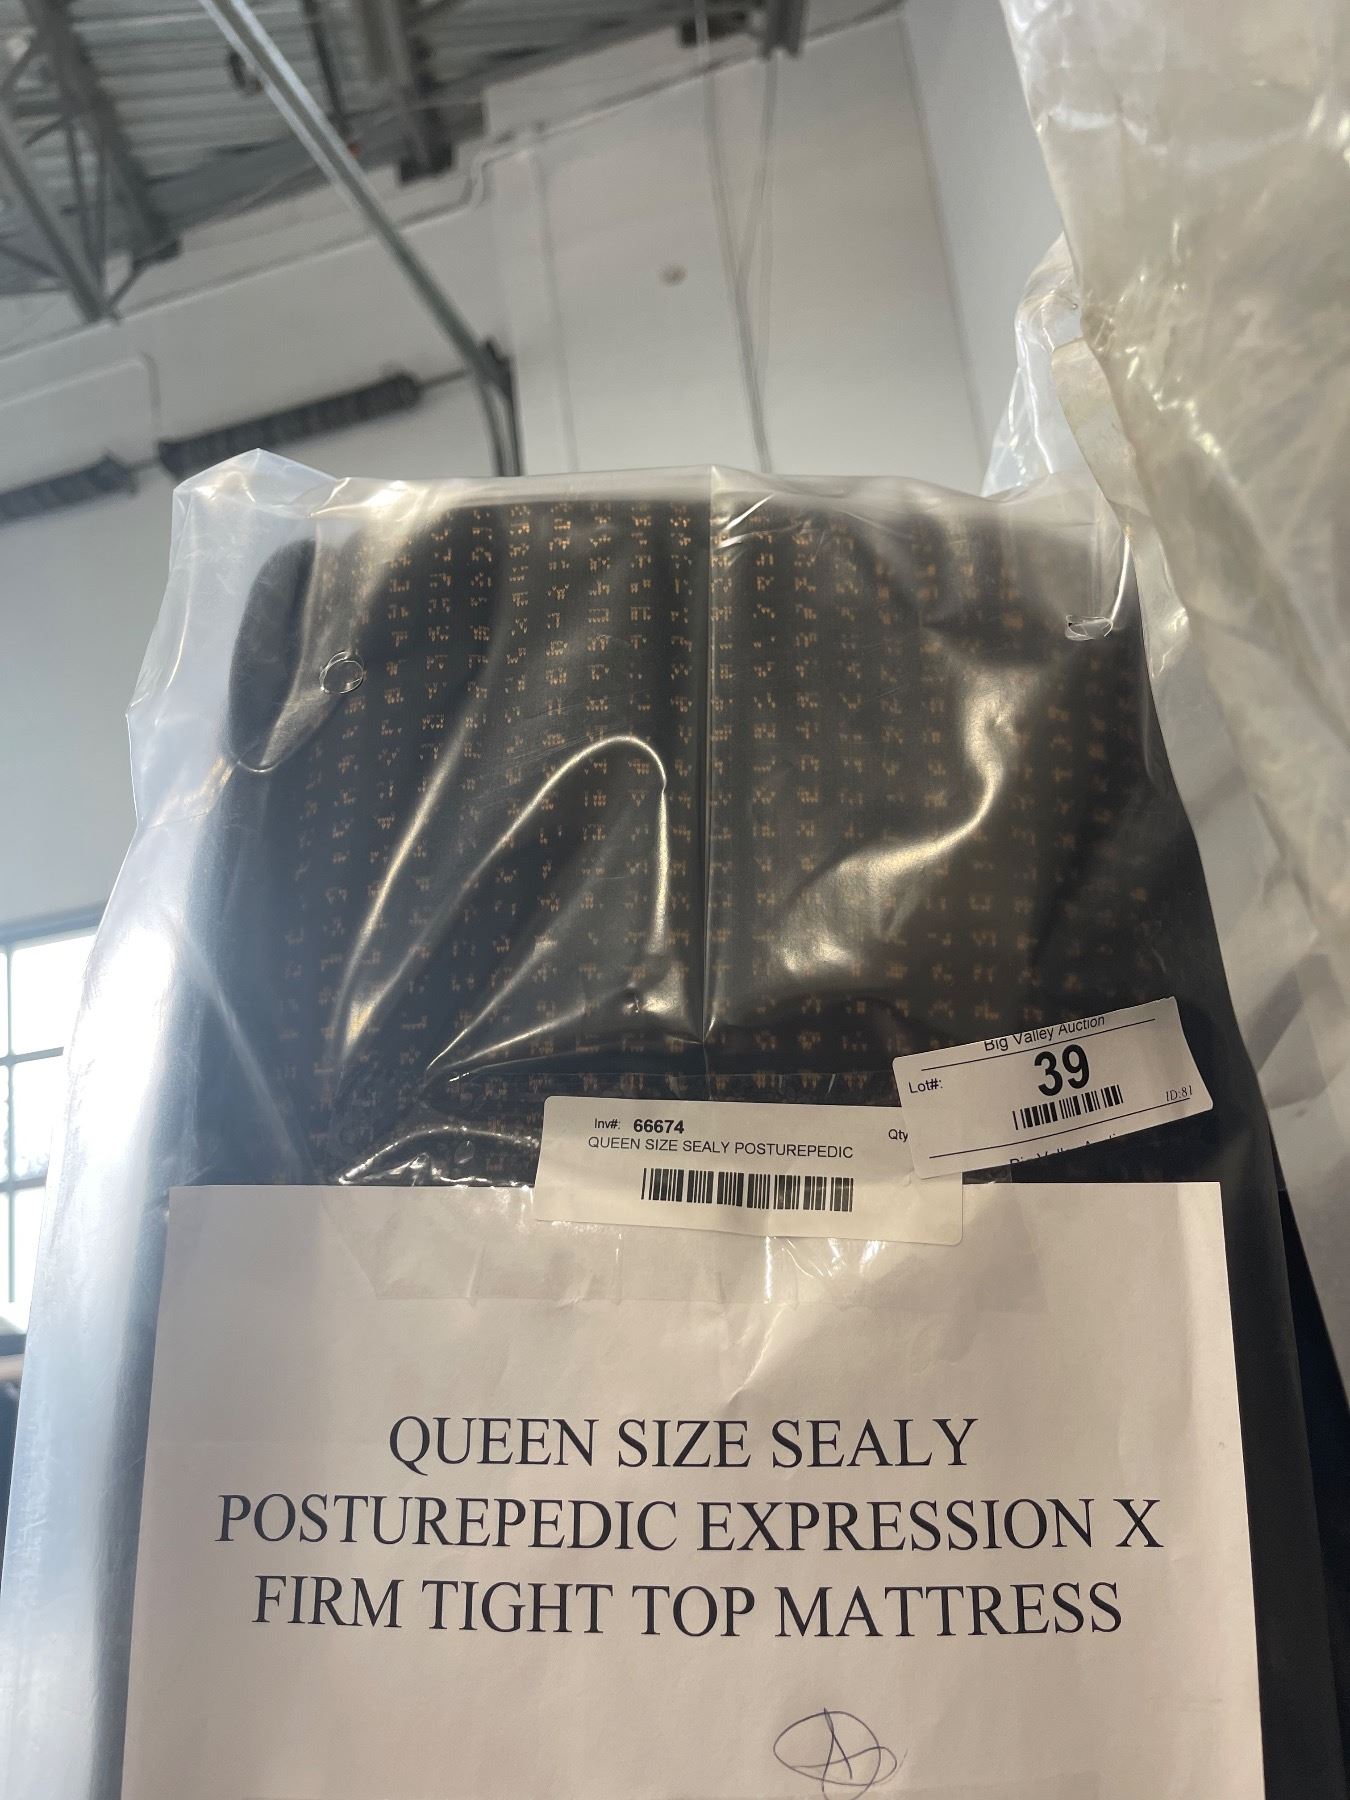 Big Valley Auction
Lot#:
39
ID:81
Inv#: 66674
Qty
QUEEN SIZE SEALY POSTUREPEDIC
QUEEN SIZE SEALY
POSTUREPEDIC EXPRESSION X
FIRM TIGHT TOP MATTRESS
A